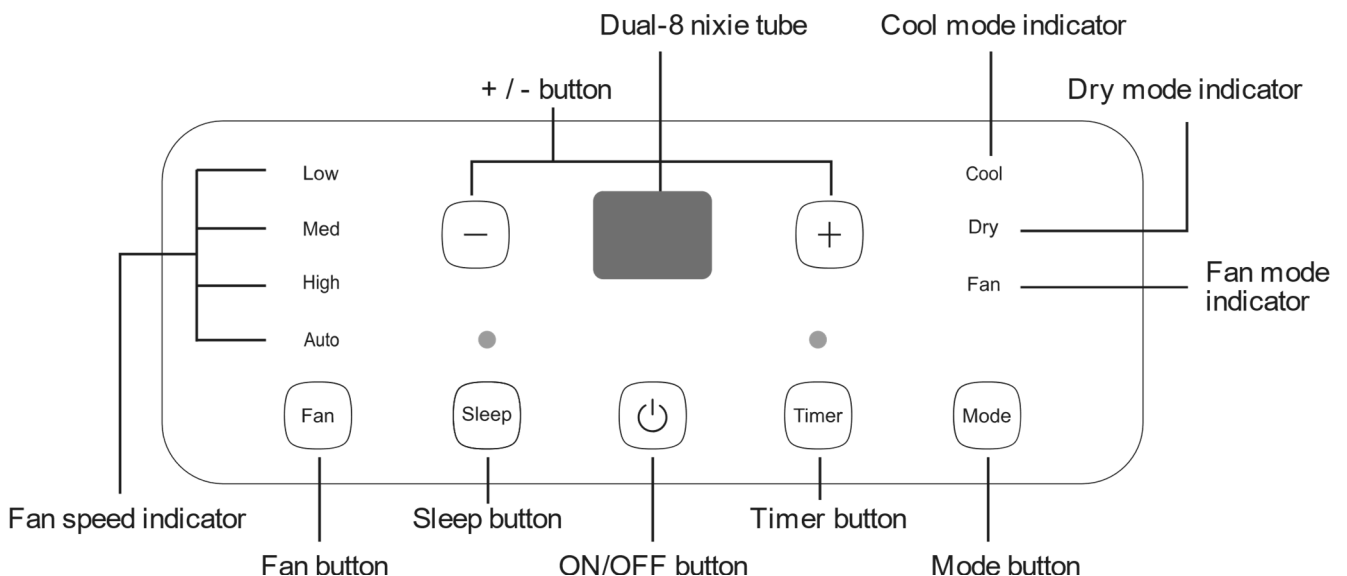 Dual-8 nixie tube
Cool mode indicator
+ / - button
Dry mode indicator
Low
Cool
Med
−
+
Dry
High
Fan
Fan mode
indicator
Auto
Fan
Sleep
Timer
Mode
Fan speed indicator
Sleep button
Timer button
Fan button
ON/OFF button
Mode button